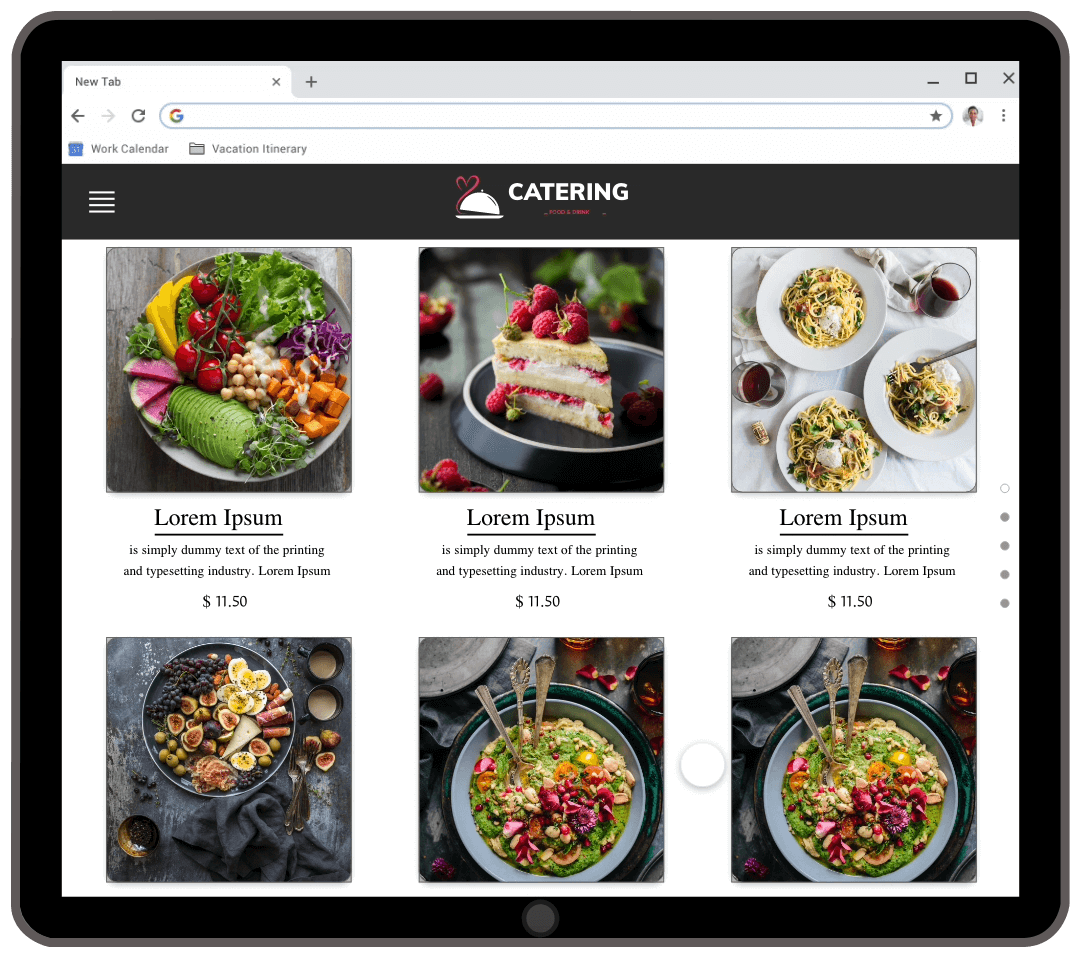 New Tab
Work Calendar Vacation Itinerary
CATERING
FOOD & DRINK
Lorem Ipsum
is simply dummy text of the printing
and typesetting industry. Lorem Ipsum
$ 11.50
Lorem Ipsum
is simply dummy text of the printing
and typesetting industry. Lorem Ipsum
$ 11.50
Lorem Ipsum
is simply dummy text of the printing
and typesetting industry. Lorem Ipsum
$ 11.50